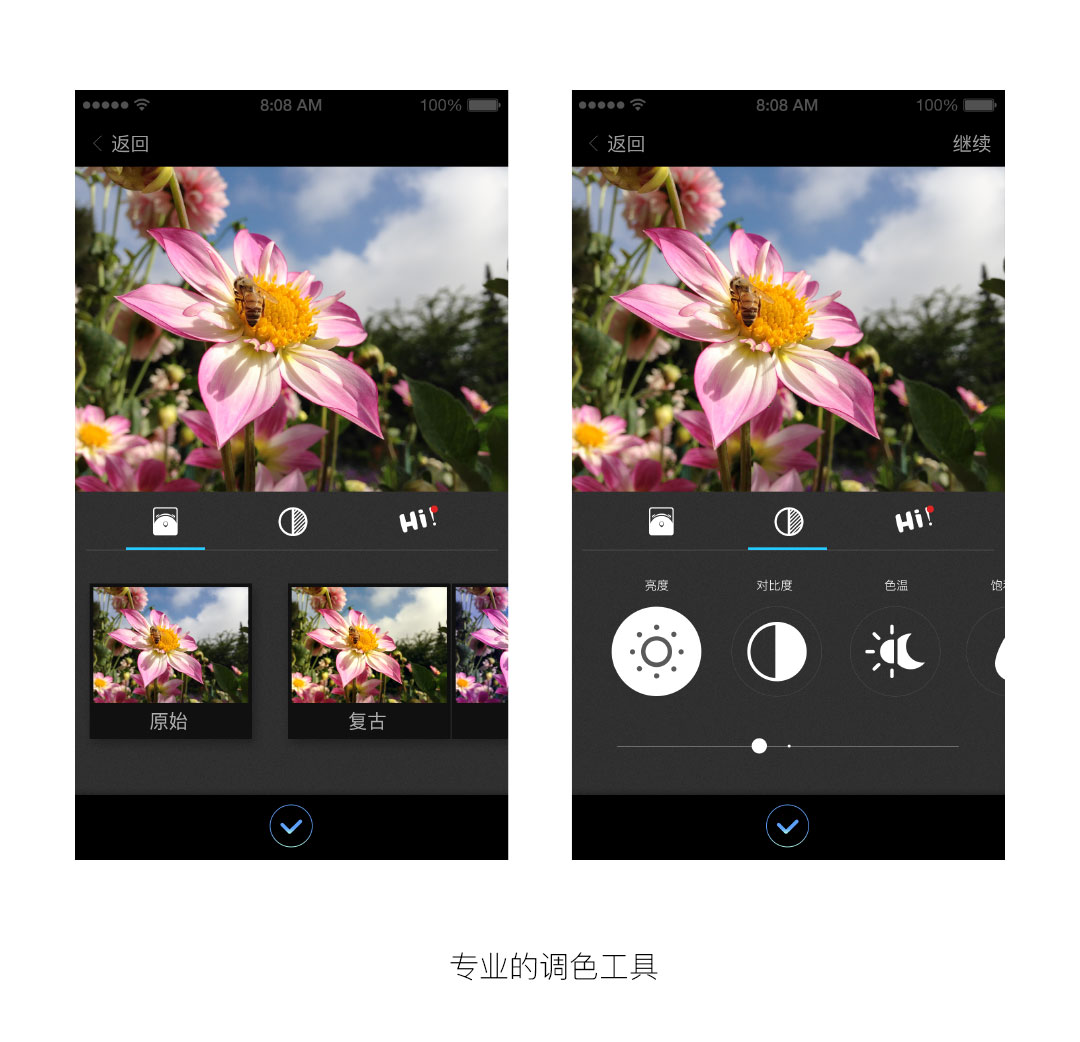 8:08 AM 100%
返回
Hi!
原始 复古
8:08 AM 100%
返回 继续
Hi!
亮度 对比度 色温 饱
专业的调色工具